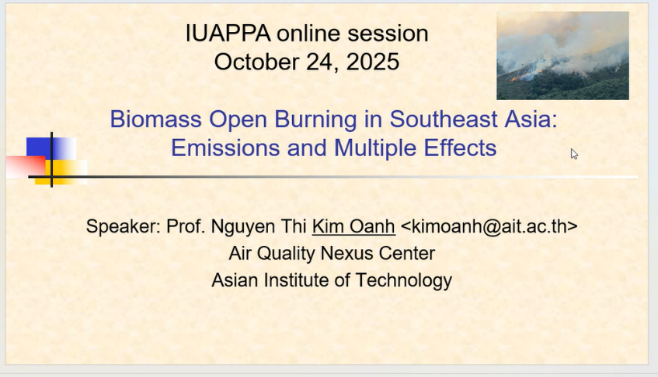 IUAPPA online session
October 24, 2025
Biomass Open Burning in Southeast Asia:
Emissions and Multiple Effects
Speaker: Prof. Nguyen Thi Kim Oanh <kimoanh@ait.ac.th>
Air Quality Nexus Center
Asian Institute of Technology